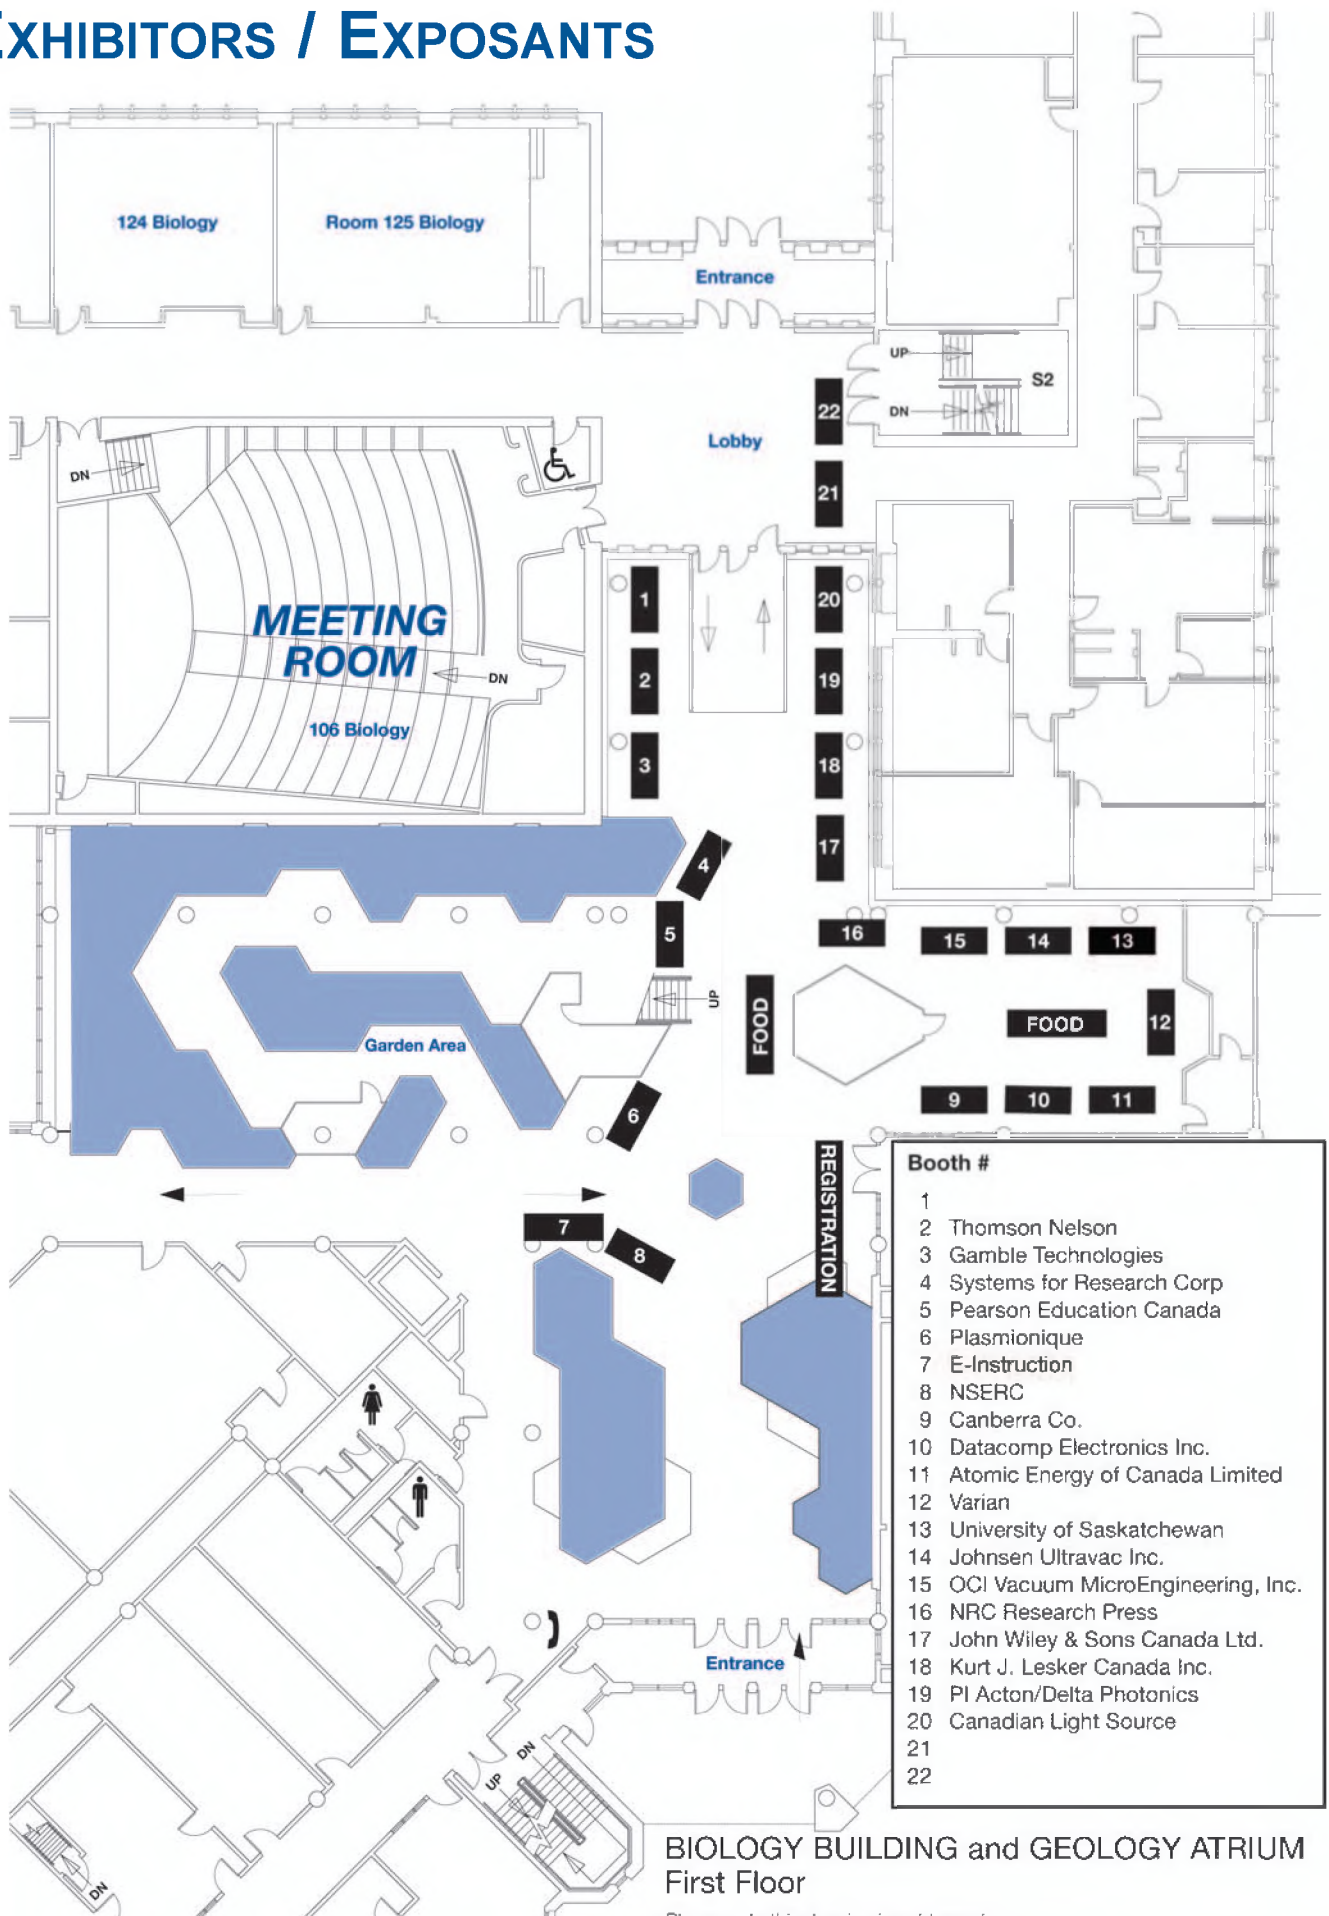 EXHIBITORS / EXPOSANTS
124 Biology
Room 125 Biology
Entrance
UP
S2
DN
22
Lobby
21
DN
MEETING
ROOM
DN
106 Biology
1
20
2
19
3
18
17
4
5
16
15
14
13
UP
FOOD
FOOD
12
Garden Area
9
10
11
6
REGISTRATION
7
8
Booth #
1
2 Thomson Nelson
3 Gamble Technologies
4 Systems for Research Corp
5 Pearson Education Canada
6 Plasmionique
7 E-Instruction
8 NSERC
9 Canberra Co.
10 Datacomp Electronics Inc.
11 Atomic Energy of Canada Limited
12 Varian
13 University of Saskatchewan
14 Johnsen Ultravac Inc.
15 OCI Vacuum MicroEngineering, Inc.
16 NRC Research Press
17 John Wiley & Sons Canada Ltd.
18 Kurt J. Lesker Canada Inc.
19 PI Acton/Delta Photonics
20 Canadian Light Source
21
22
Entrance
DN
UP
DN
BIOLOGY BUILDING and GEOLOGY ATRIUM
First Floor